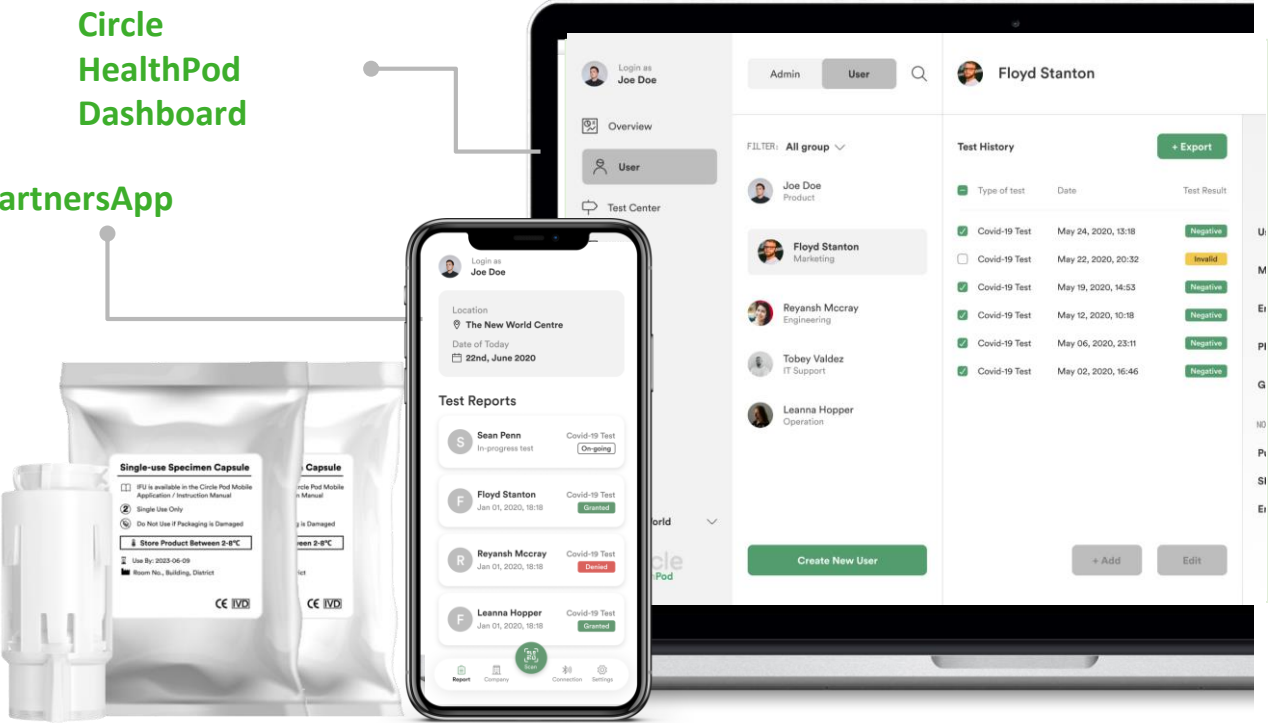 Circle
HealthPod
Dashboard
artnersApp
Login as
Joe Doe
Overview
User
Test Center
Admin
User
FILTER: All group
Joe Doe
Product
Floyd Stanton
Marketing
Reyansh Mccray
Engineering
Tobey Valdez
IT Support
Leanna Hopper
Operation
Create New User
Floyd Stanton
Test History
+ Export
Type of test Date Test Result
Covid-19 Test May 24, 2020, 13:18 Negative
Covid-19 Test May 22, 2020, 20:32 Invalid
Covid-19 Test May 19, 2020, 14:53 Negative
Covid-19 Test May 12, 2020, 10:18 Negative
Covid-19 Test May 06, 2020, 23:11 Negative
Covid-19 Test May 02, 2020, 16:46 Negative
+ Add
Edit
M
G
NO
orld
cle
Pod
Login as
Joe Doe
Location
The New World Centre
Date of Today
22nd, June 2020
Test Reports
S
Sean Penn Covid-19 Test
In-progress test On-going
F
Floyd Stanton Covid-19 Test
Jan 01, 2020, 18:18 Granted
R
Reyansh Mccray Covid-19 Test
Jan 01, 2020, 18:18 Denied
F
Leanna Hopper Covid-19 Test
Jan 01, 2020, 18:18 Granted
Report
Company
Scan
Connection
Settings
Single-use Specimen Capsule
IFU is available in the Circle Pod Mobile
Application / Instruction Manual
Single Use Only
Do Not Use if Packaging is Damaged
Store Product Between 2-8°C
Use By: 2023-06-09
Room No., Building, District
CE IVD
Capsule
rcle Pod Mobile
n Manual
g is Damaged
een 2-8°C
rict
CE IVD